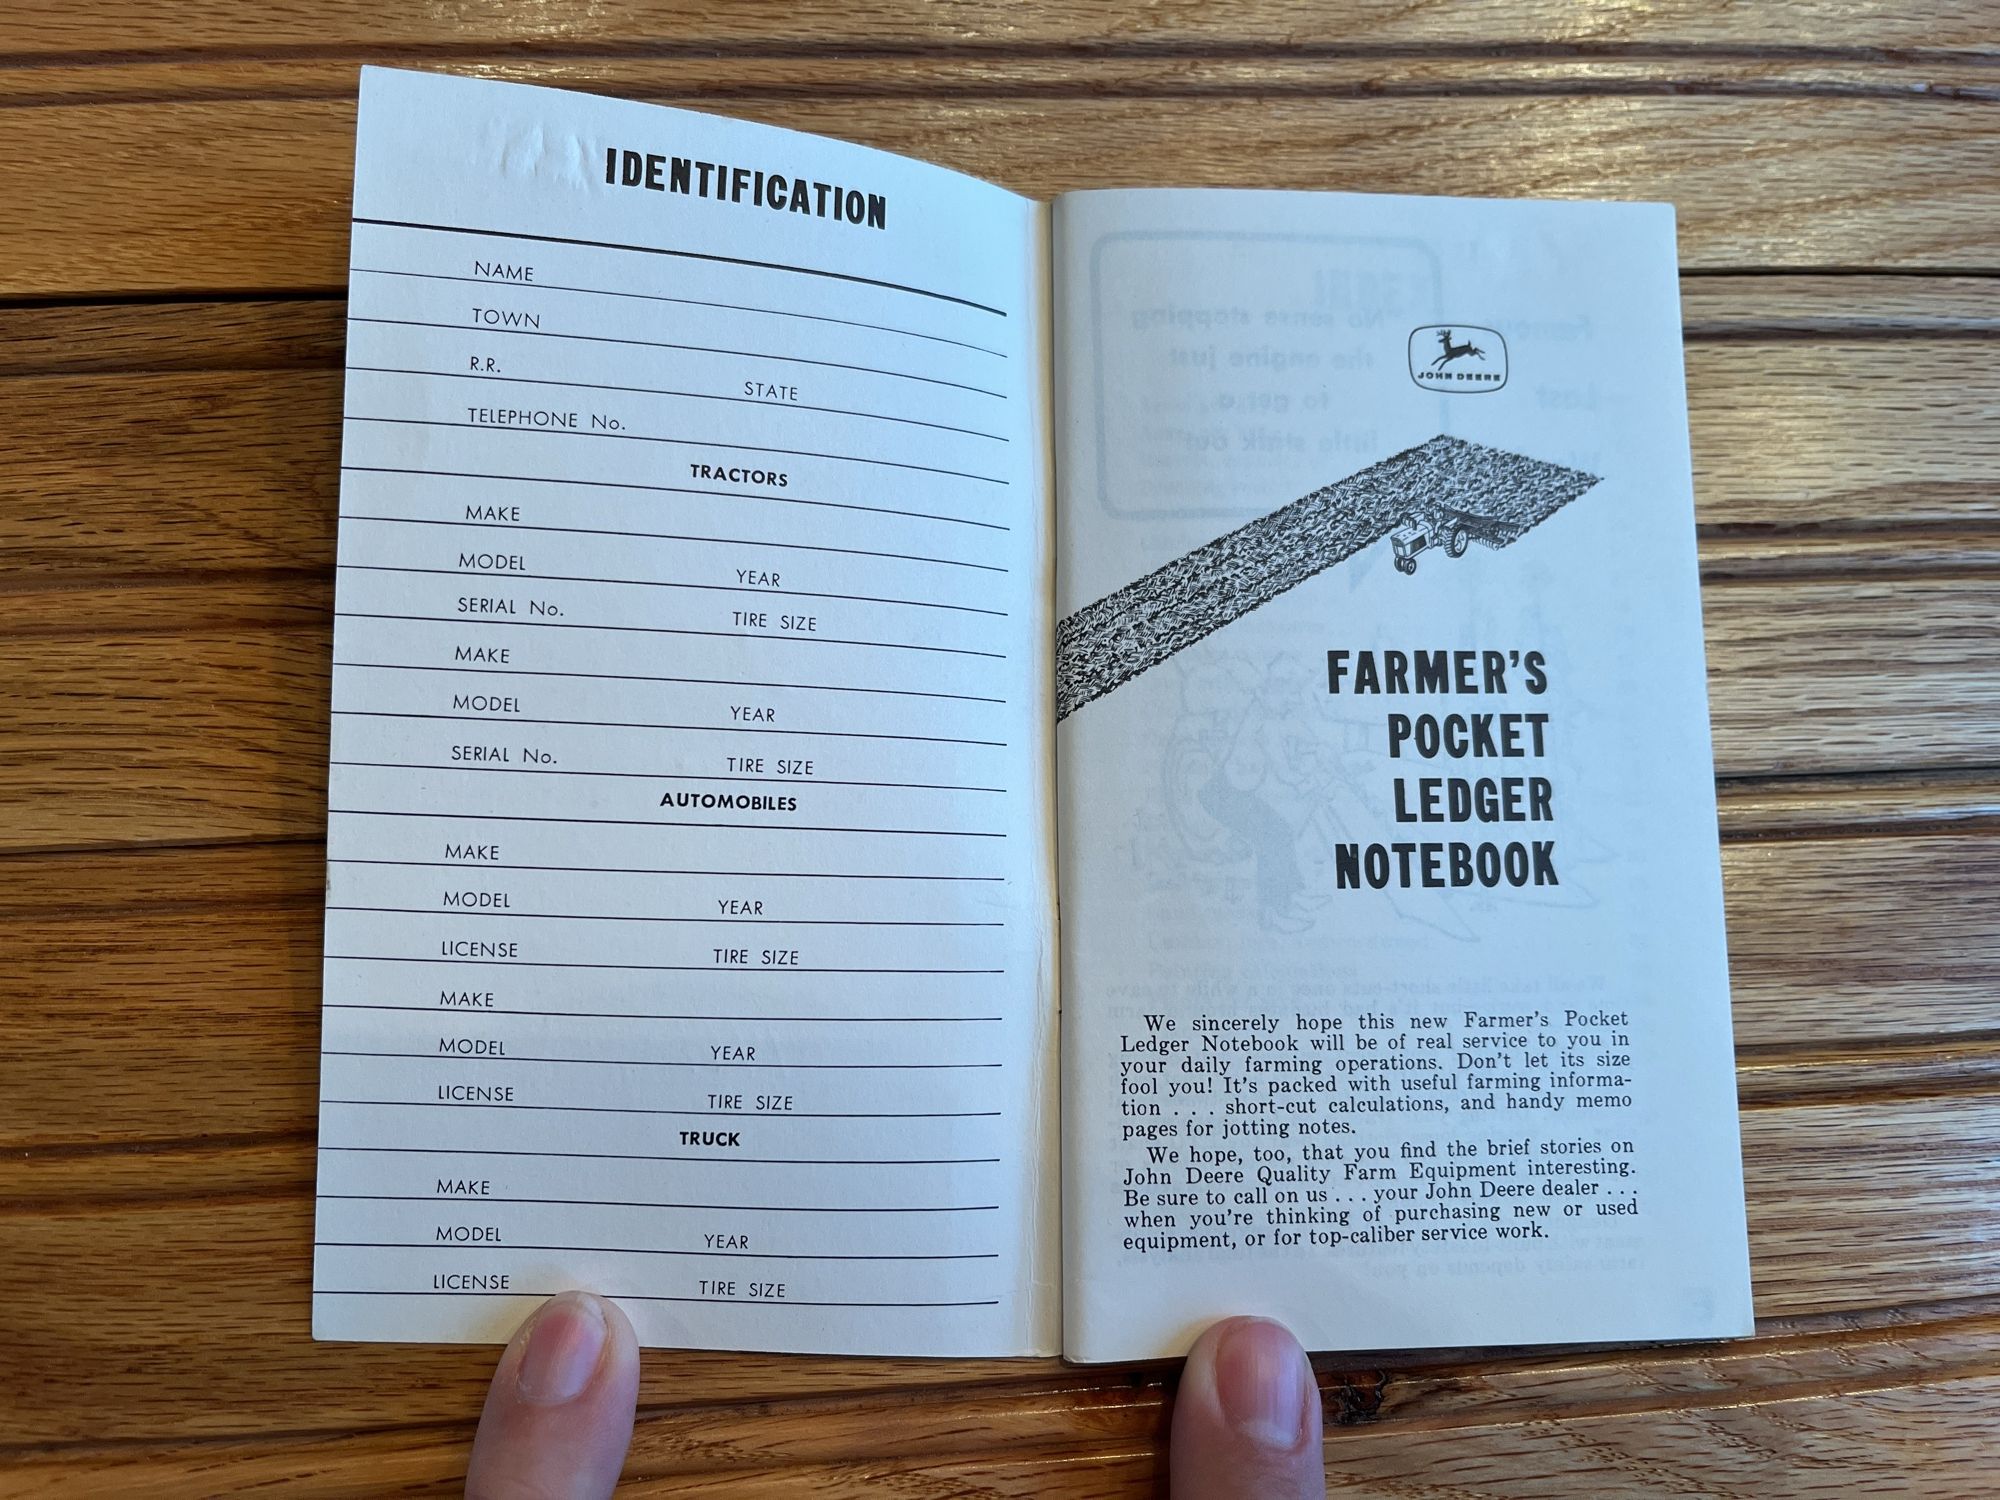 IDENTIFICATION
NAME
TOWN
R.R. STATE
TELEPHONE No.
TRACTORS
MAKE
MODEL YEAR
SERIAL No. TIRE SIZE
MAKE
MODEL YEAR
SERIAL No. TIRE SIZE
AUTOMOBILES
MAKE
MODEL YEAR
LICENSE TIRE SIZE
MAKE
MODEL YEAR
LICENSE TIRE SIZE
TRUCK
MAKE
MODEL YEAR
LICENSE TIRE SIZE
JOHN DEERE
FARMER'S
POCKET
LEDGER
NOTEBOOK
We sincerely hope this new Farmer's Pocket
Ledger Notebook will be of real service to you in
your daily farming operations. Don't let its size
fool you! It's packed with useful farming informa-
tion . . . short-cut calculations, and handy memo
pages for jotting notes.
We hope, too, that you find the brief stories on
John Deere Quality Farm Equipment interesting.
Be sure to call on us . . . your John Deere dealer . . .
when you're thinking of purchasing new or used
equipment, or for top-caliber service work.